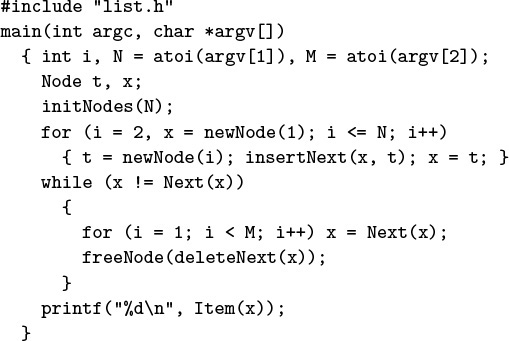 #include "list.h"
main(int argc, char *argv[])
  { int i, N = atoi(argv[1]), M = atoi(argv[2]);
    Node t, x;
    initNodes(N);
    for (i = 2, x = newNode(1); i <= N; i++)
      { t = newNode(i); insertNext(x, t); x = t; }
    while (x != Next(x))
      {
        for (i = 1; i < M; i++) x = Next(x);
        freeNode(deleteNext(x));
      }
    printf("%d\n", Item(x));
  }